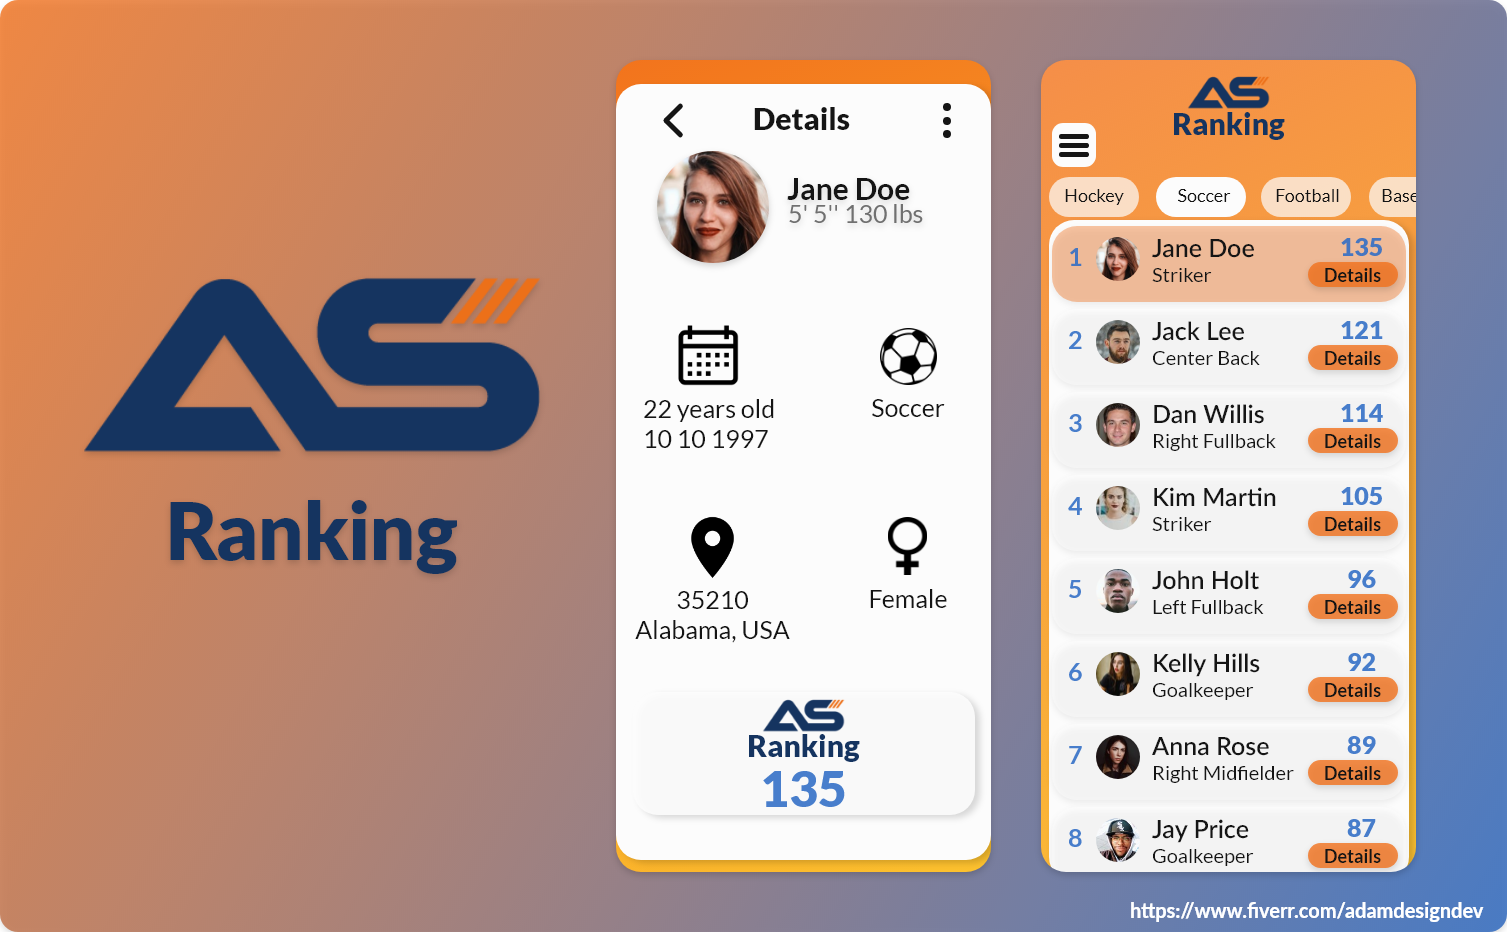 AS
Ranking
Details
Jane Doe
5' 5'' 130 lbs
22 years old
10 10 1997
Soccer
35210
Alabama, USA
Female
AS
Ranking
135
AS
Ranking
Hockey Soccer Football Base
1 Jane Doe 135
Striker Details
2 Jack Lee 121
Center Back Details
3 Dan Willis 114
Right Fullback Details
4 Kim Martin 105
Striker Details
5 John Holt 96
Left Fullback Details
6 Kelly Hills 92
Goalkeeper Details
7 Anna Rose 89
Right Midfielder Details
8 Jay Price 87
Goalkeeper Details
https://www.fiverr.com/adamdesigndev